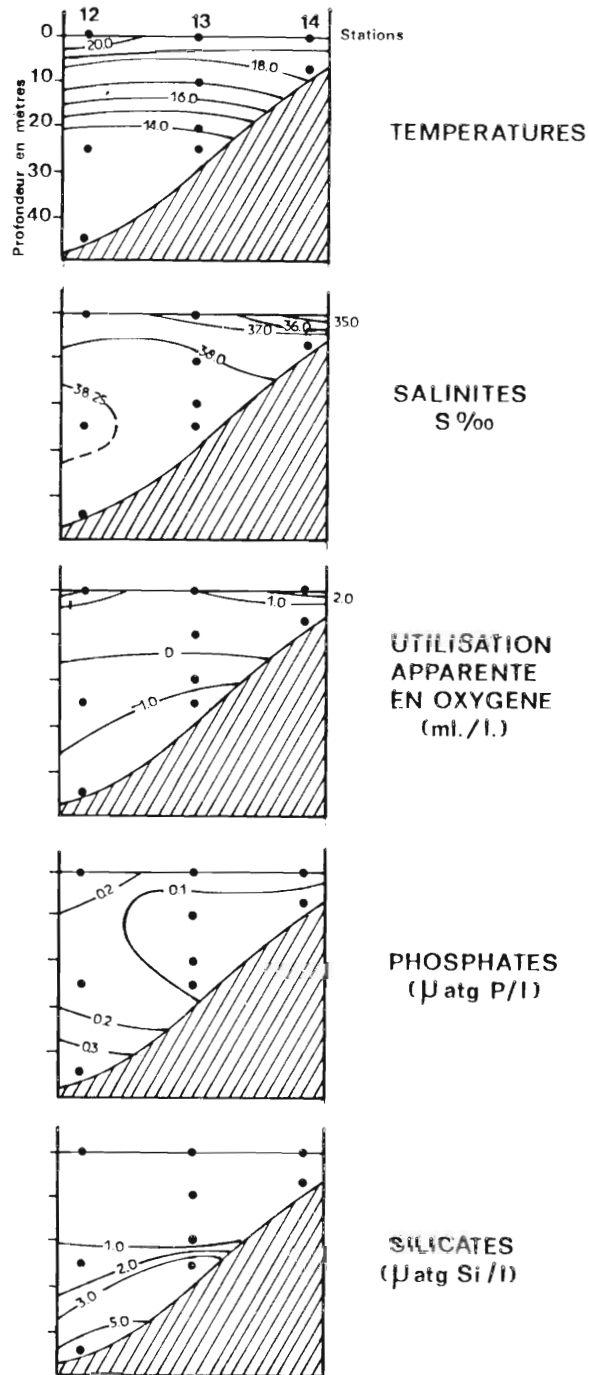 12 13 14
Stations
Profondeur en mètres
0
10
20
30
40
20.0
18.0
16.0
14.0
TEMPERATURES
37.0 36.0 35.0
38.0
38.25
SALINITES
S‰
1
1.0 2.0
0
1.0
UTILISATION
APPARENTE
EN OXYGENE
(ml./l.)
0.2 0.1
0.2
0.3
PHOSPHATES
(µ atg P/l)
1.0
2.0
3.0
5.0
SILICATES
(µ atg Si/l)